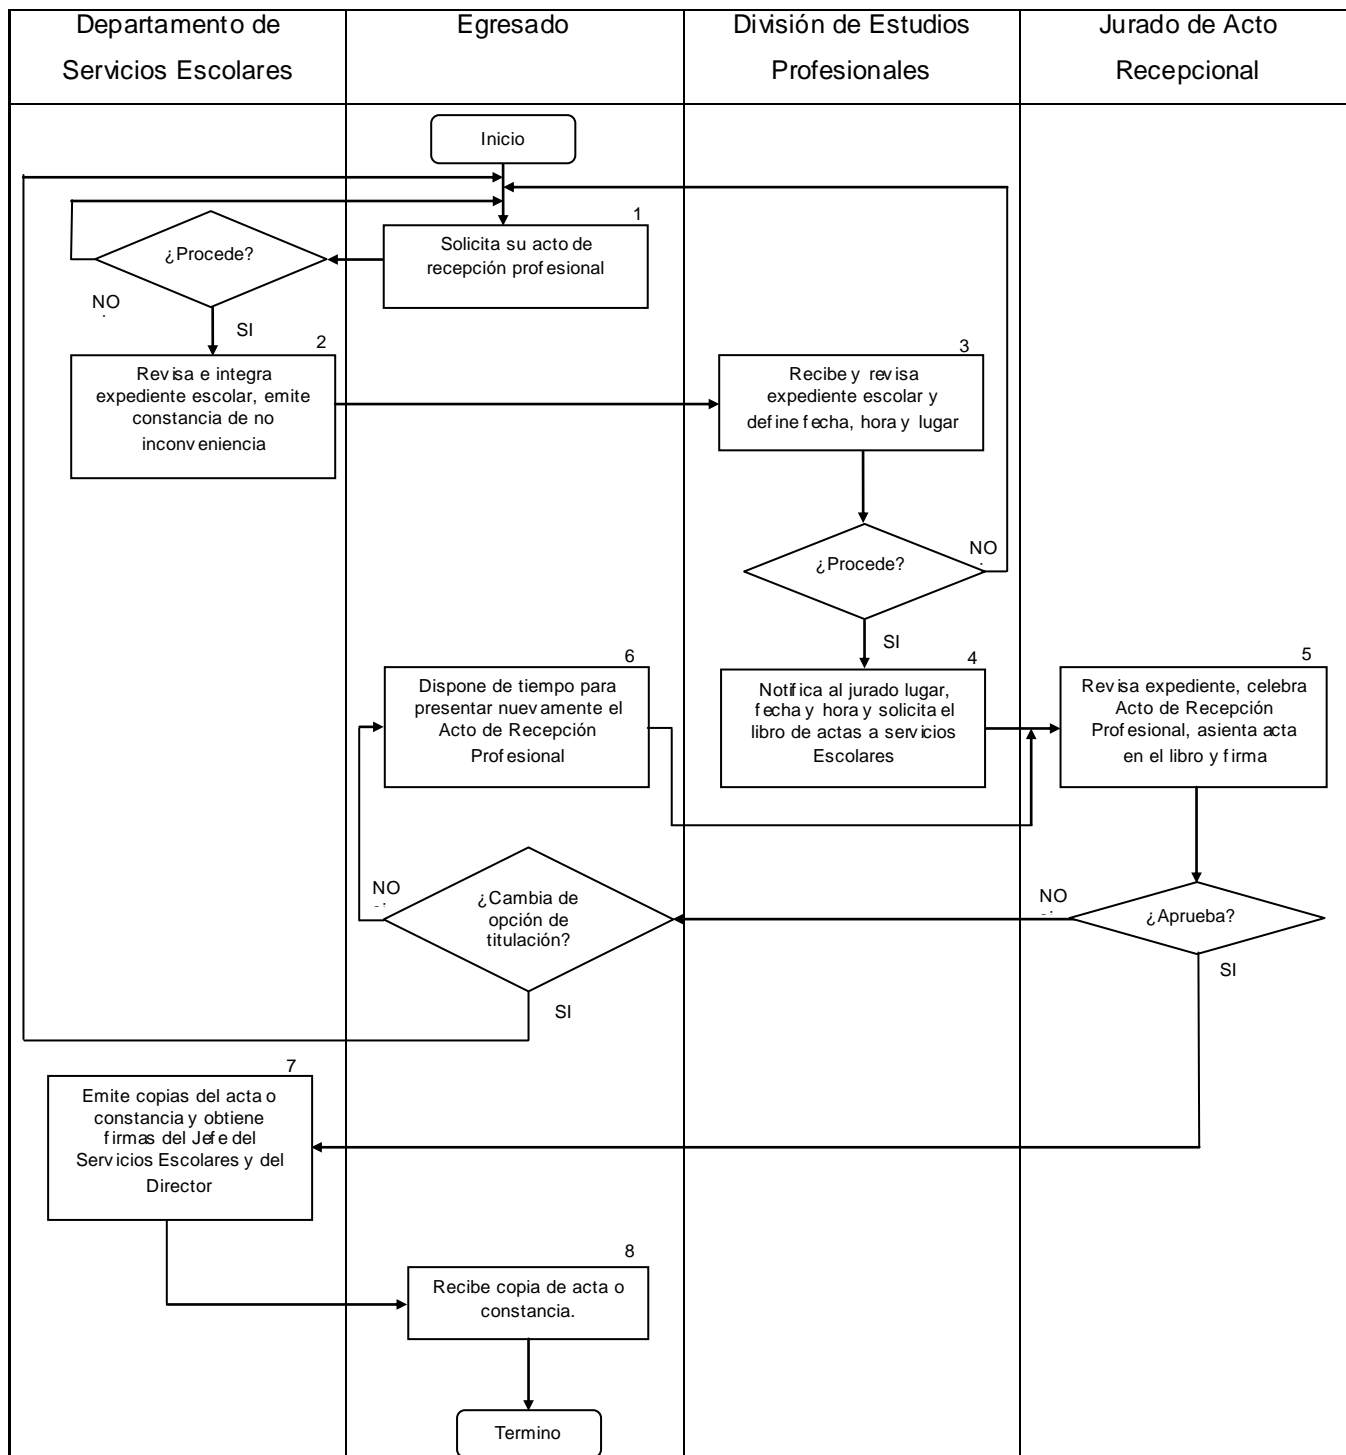 Departamento de
Servicios Escolares
Egresado
División de Estudios
Profesionales
Jurado de Acto
Recepcional
Inicio
1
Solicita su acto de
recepción profesional
¿Procede?
NO
SI
2
Revisa e integra
expediente escolar, emite
constancia de no
inconveniencia
3
Recibe y revisa
expediente escolar y
define fecha, hora y lugar
¿Procede?
NO
SI
4
Notifica al jurado lugar,
fecha y hora y solicita el
libro de actas a servicios
Escolares
5
Revisa expediente, celebra
Acto de Recepción
Profesional, asienta acta
en el libro y firma
6
Dispone de tiempo para
presentar nuevamente el
Acto de Recepción
Profesional
¿Aprueba?
NO
SI
¿Cambia de
opción de
titulación?
NO
SI
7
Emite copias del acta o
constancia y obtiene
firmas del Jefe del
Servicios Escolares y del
Director
8
Recibe copia de acta o
constancia.
Termino